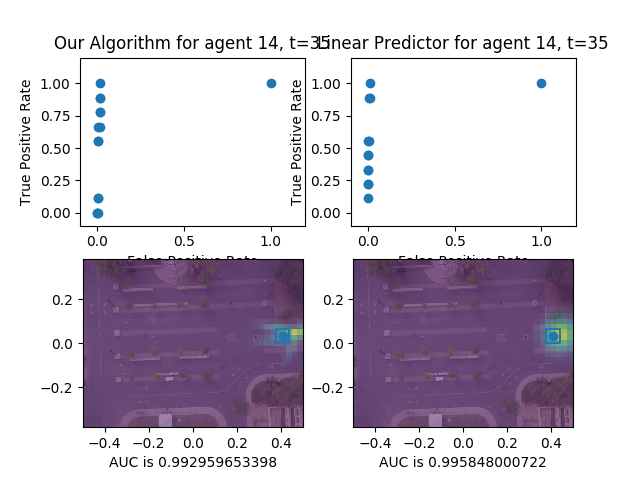 Our Algorithm for agent 14, t=35
Linear Predictor for agent 14, t=35
True Positive Rate
1.00
0.75
0.50
0.25
0.00
0.0 0.5 1.0
False Positive Rate
True Positive Rate
1.00
0.75
0.50
0.25
0.00
0.0 0.5 1.0
False Positive Rate
0.2
0.0
−0.2
−0.4 −0.2 0.0 0.2 0.4
AUC is 0.992959653398
0.2
0.0
−0.2
−0.4 −0.2 0.0 0.2 0.4
AUC is 0.995848000722